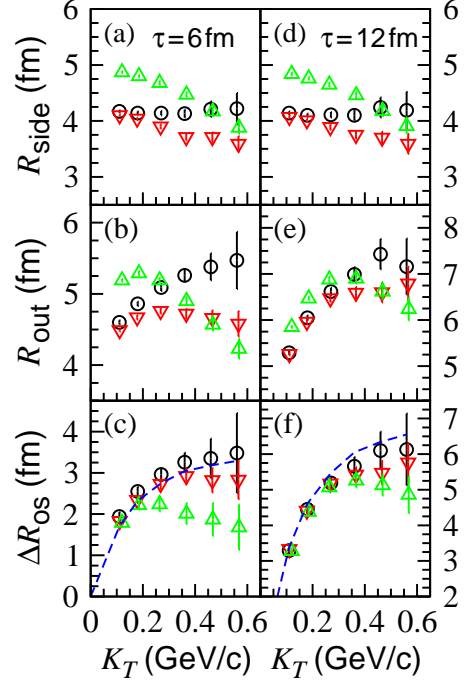 (a) τ=6fm (d) τ=12fm
R_side (fm)
6 6
5 5
4 4
3 3
(b) (e)
R_out (fm)
6 8
7
5 6
4 5
(c) (f)
ΔR_os (fm)
4 7
3 6
5
2 4
1 3
0 2
0 0.2 0.4 0.6 0 0.2 0.4 0.6
K_T (GeV/c) K_T (GeV/c)